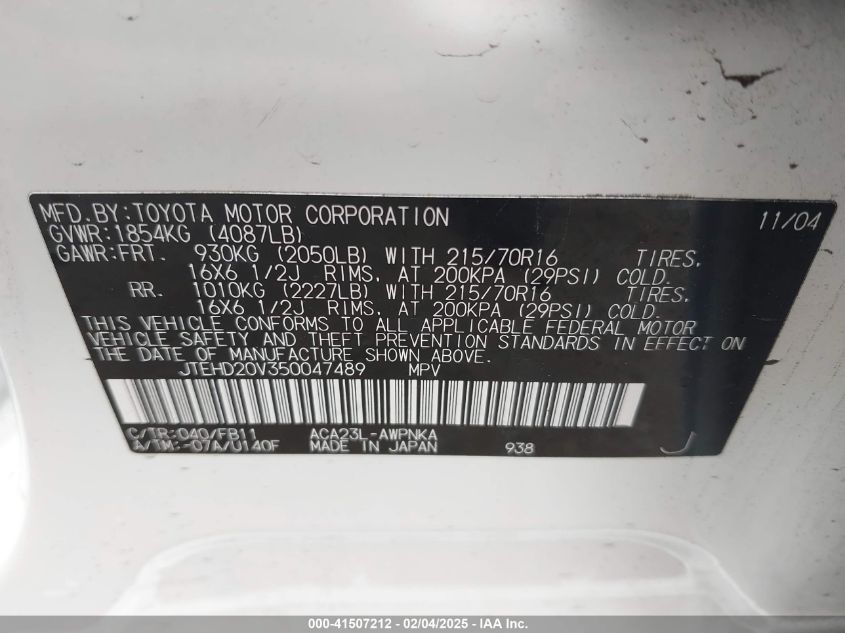 MFD.BY:TOYOTA MOTOR CORPORATION 11/04
GVWR:1854KG (4087LB)
GAWR:FRT. 930KG (2050LB) WITH 215/70R16 TIRES,
16X6 1/2J RIMS, AT 200KPA (29PSI) COLD.
RR. 1010KG (2227LB) WITH 215/70R16 TIRES,
16X6 1/2J RIMS, AT 200KPA (29PSI) COLD.
THIS VEHICLE CONFORMS TO ALL APPLICABLE FEDERAL MOTOR
VEHICLE SAFETY AND THEFT PREVENTION STANDARDS IN EFFECT ON
THE DATE OF MANUFACTURE SHOWN ABOVE.
JTEHD20V350047489 MPV
C/TR:040/FB11 ACA23L-AWPNKA
A/TM:-07A/U140F MADE IN JAPAN 938 J
000-41507212 - 02/04/2025 - IAA Inc.